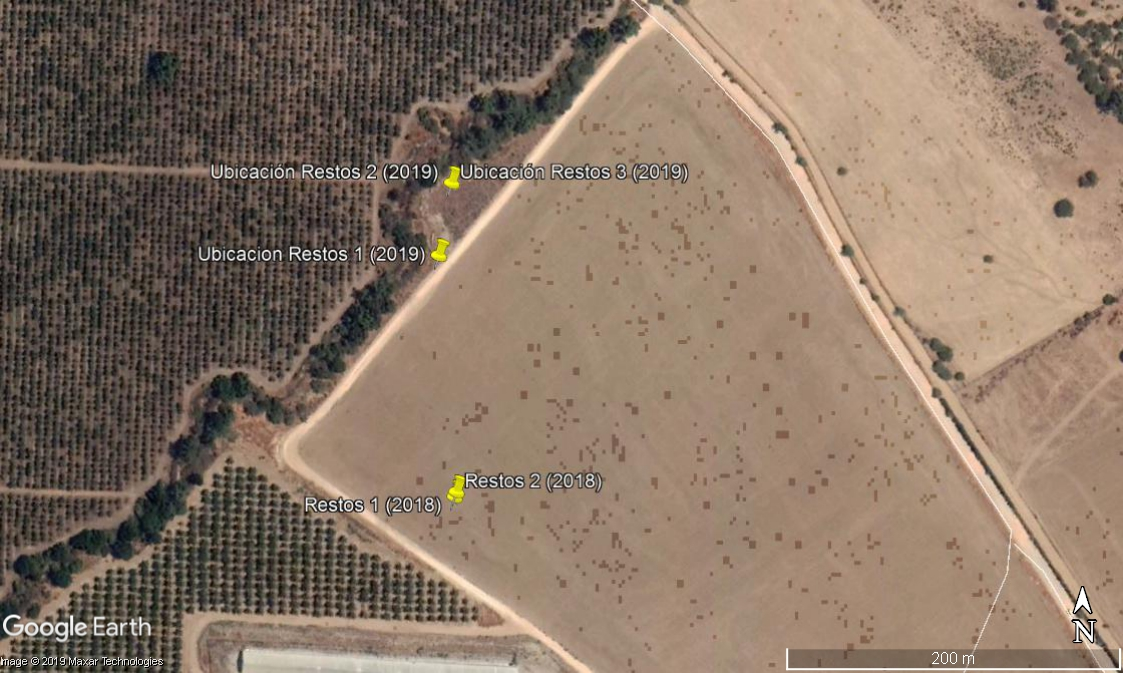 Ubicación Restos 2 (2019) Ubicación Restos 3 (2019)
Ubicacion Restos 1 (2019)
Restos 2 (2018)
Restos 1 (2018)
Google Earth
N
Image © 2019 Maxar Technologies
200 m